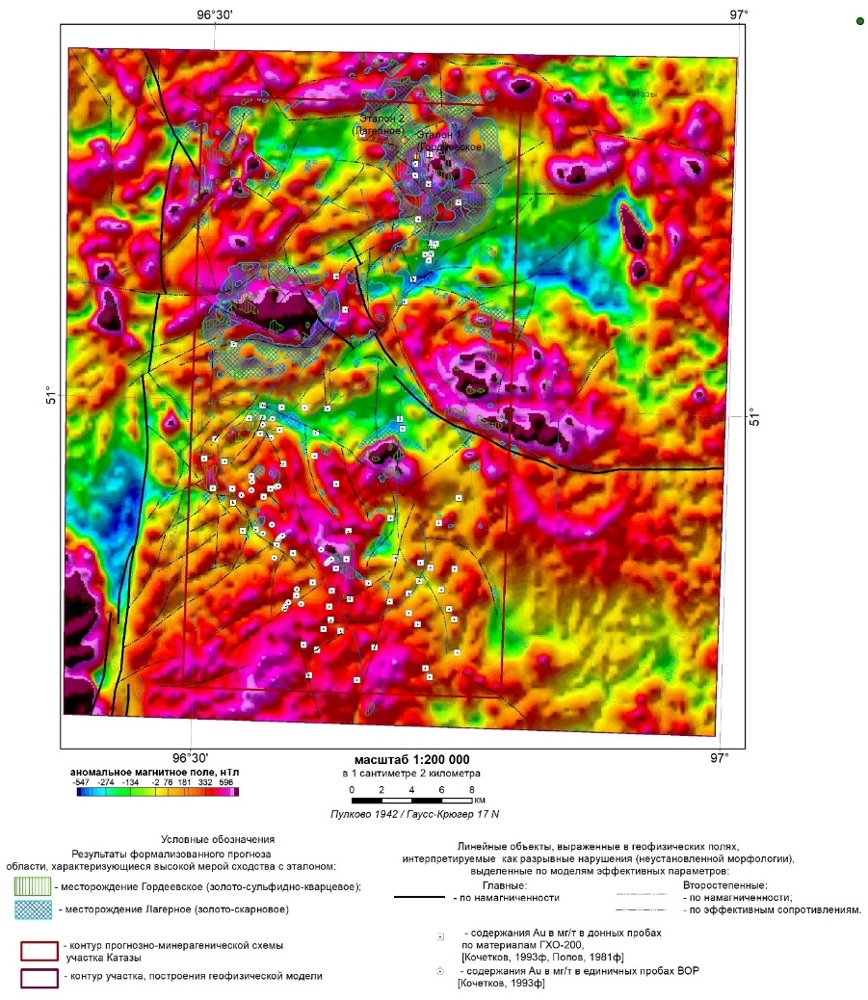 96°30'
97°
Катазы
Эталон 2
(Лагерное)
Эталон 1
(Гордеевское)
51°
51°
96°30'
97°
аномальное магнитное поле, нТл
-547 -274 -134 -2 76 181 332 596
масштаб 1:200 000
в 1 сантиметре 2 километра
0 2 4 6 8 км
Пулково 1942 / Гаусс-Крюгер 17 N
Условные обозначения
Результаты формализованного прогноза
области, характеризующиеся высокой мерой сходства с эталоном:
- месторождение Гордеевское (золото-сульфидно-кварцевое);
- месторождение Лагерное (золото-скарновое)
- контур прогнозно-минерагенической схемы
участка Катазы
- контур участка, построения геофизической модели
Линейные объекты, выраженные в геофизических полях,
интерпретируемые как разрывные нарушения (неустановленной морфологии),
выделенные по моделям эффективных параметров:
Главные:
- по намагниченности
Второстепенные:
- по намагниченности;
- по эффективным сопротивлениям.
- содержания Au в мг/т в донных пробах
по материалам ГХО-200,
[Кочетков, 1993ф, Попов, 1981ф]
- содержания Au в мг/т в единичных пробах ВОР
[Кочетков, 1993ф]